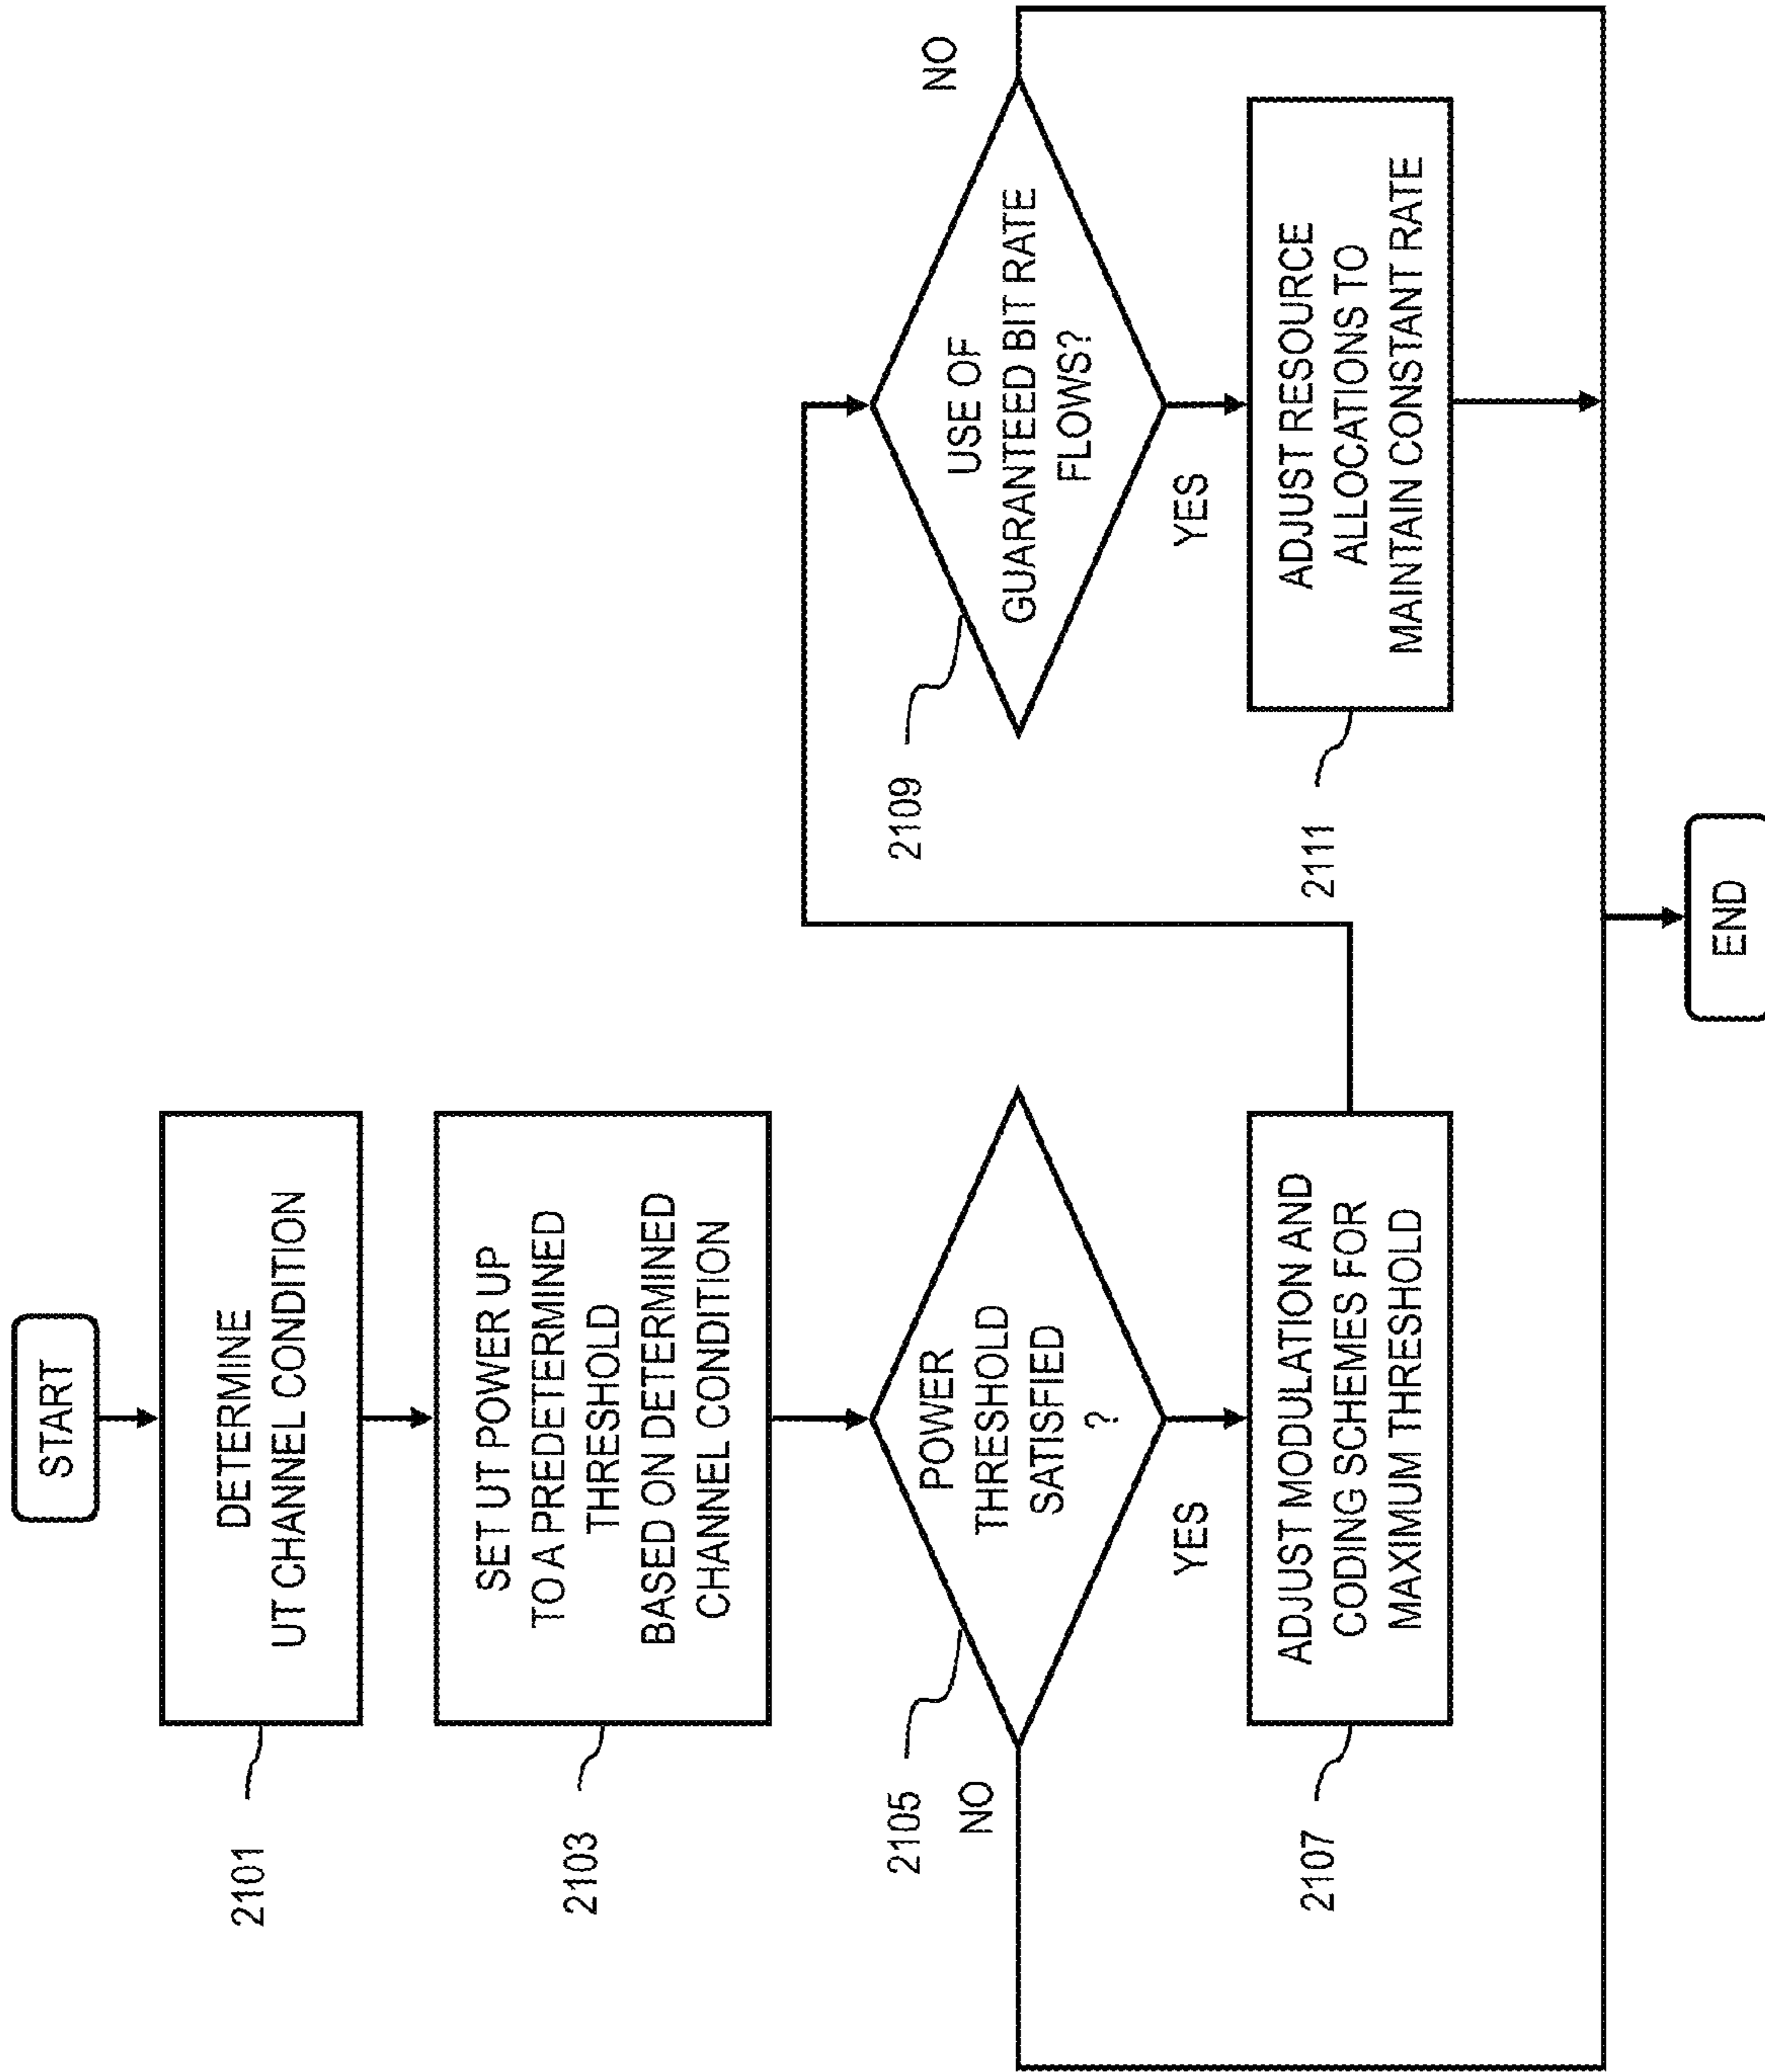 START
DETERMINE
UT CHANNEL CONDITION
2101
SET UT POWER UP
TO A PREDETERMINED
THRESHOLD
BASED ON DETERMINED
CHANNEL CONDITION
2103
POWER
THRESHOLD
SATISFIED
?
2105
NO
YES
ADJUST MODULATION AND
CODING SCHEMES FOR
MAXIMUM THRESHOLD
2107
USE OF
GUARANTEED BIT RATE
FLOWS?
2109
NO
YES
ADJUST RESOURCE
ALLOCATIONS TO
MAINTAIN CONSTANT RATE
2111
END